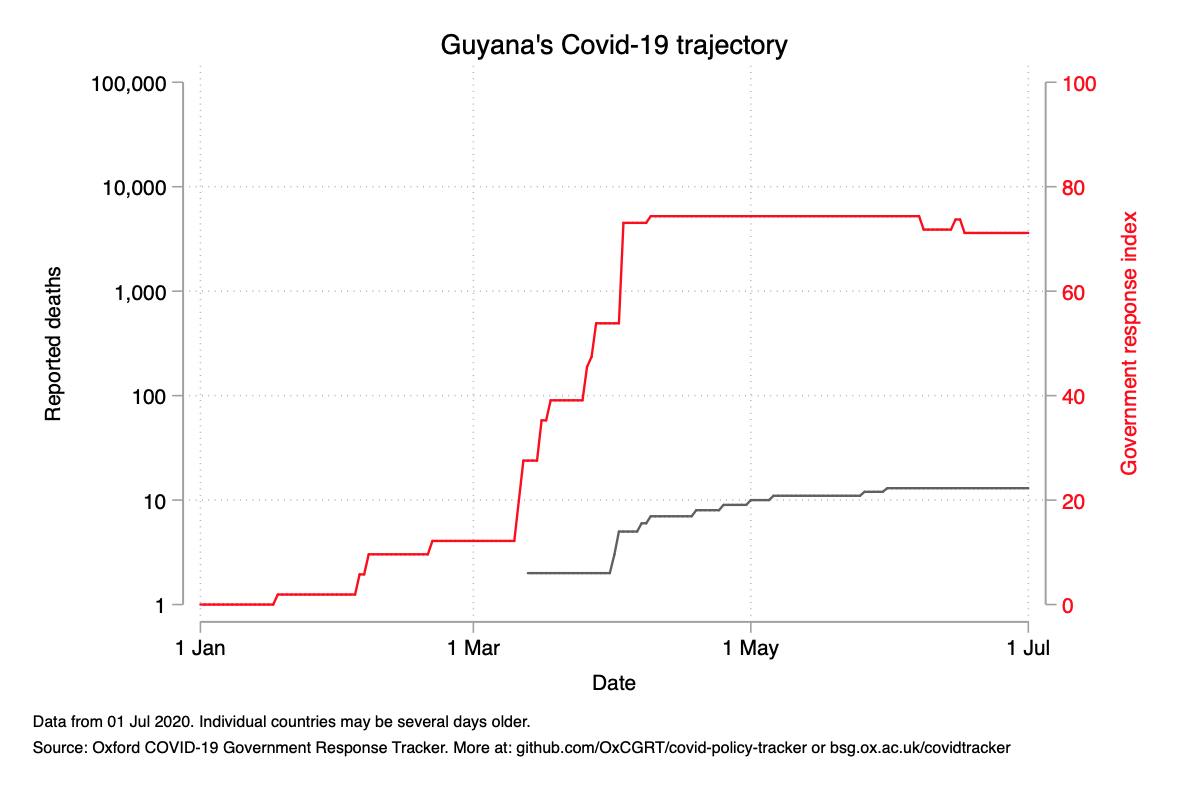 Guyana's Covid-19 trajectory
100,000
10,000
1,000
100
10
1
Reported deaths
100
80
60
40
20
0
Government response index
1 Jan
1 Mar
1 May
1 Jul
Date
Data from 01 Jul 2020. Individual countries may be several days older.
Source: Oxford COVID-19 Government Response Tracker. More at: github.com/OxCGRT/covid-policy-tracker or bsg.ox.ac.uk/covidtracker